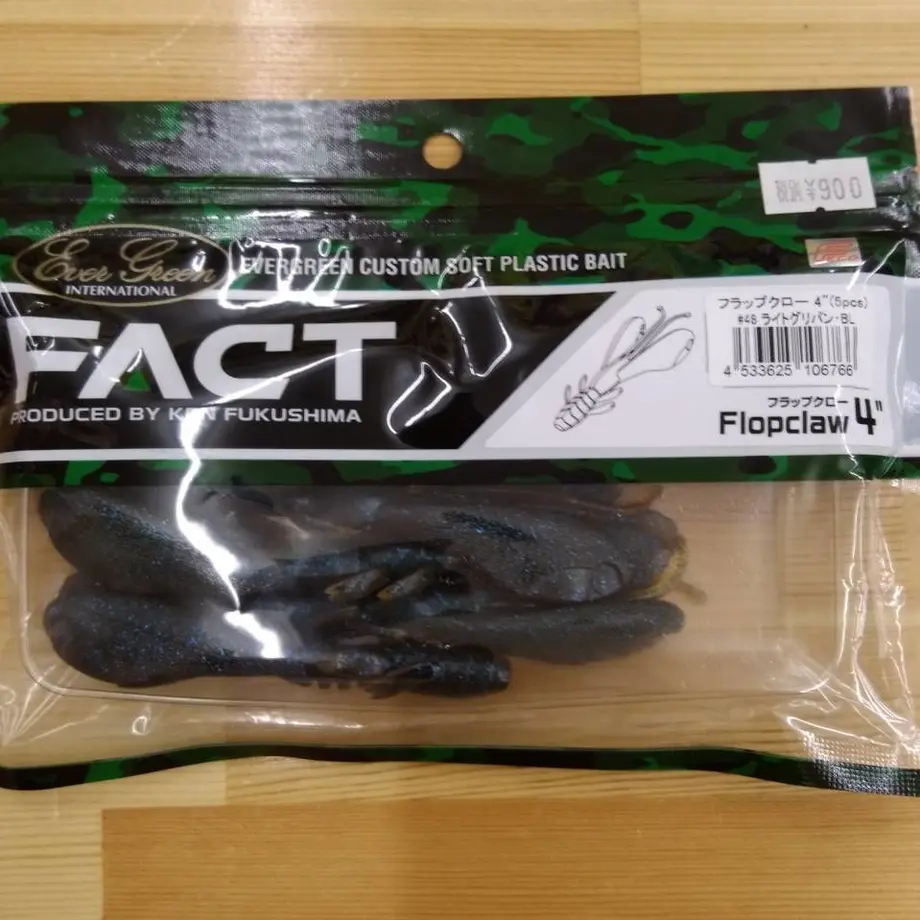 税別¥900
Ever Green
INTERNATIONAL
EVERGREEN CUSTOM SOFT PLASTIC BAIT
FACT
PRODUCED BY KEN FUKUSHIMA
フラップクロー 4"(5pcs)
#48 ライトグリパン・BL
4 533625 106766
フラップクロー
Flopclaw 4"